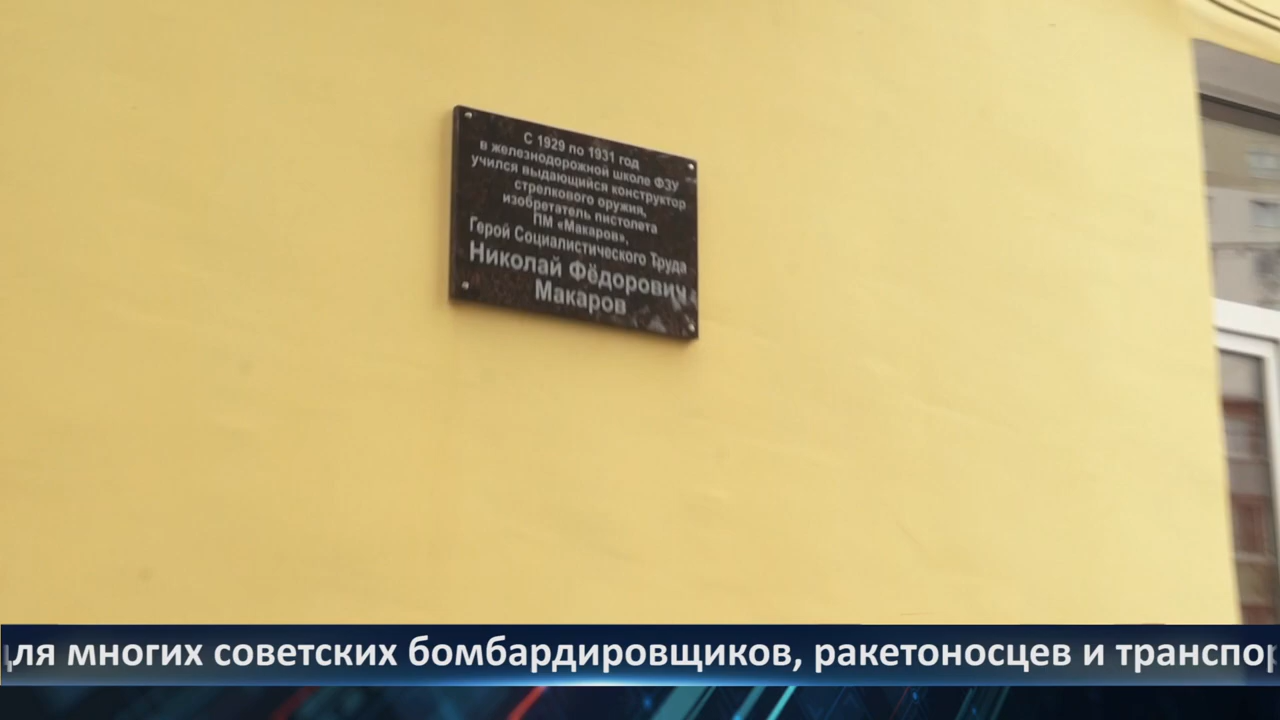 С 1929 по 1931 год
в железнодорожной школе ФЗУ
учился выдающийся конструктор
стрелкового оружия,
изобретатель пистолета
ПМ «Макаров»,
Герой Социалистического Труда
Николай Фёдорович
Макаров
для многих советских бомбардировщиков, ракетоносцев и транспор